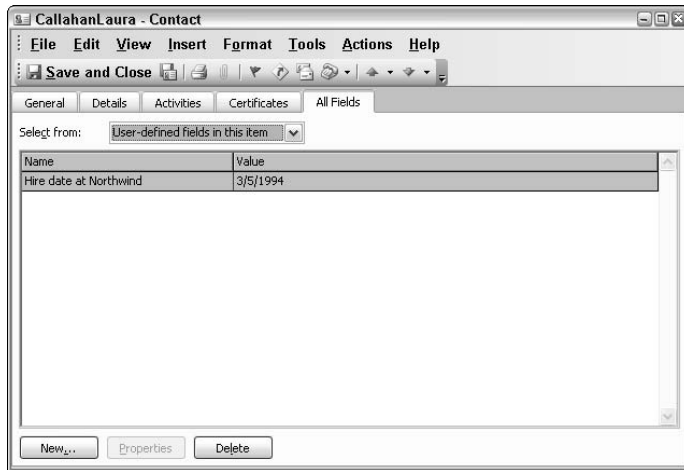 CallahanLaura - Contact
File Edit View Insert Format Tools Actions Help
Save and Close
General Details Activities Certificates All Fields
Select from: User-defined fields in this item
Name Value
Hire date at Northwind 3/5/1994
New... Properties Delete